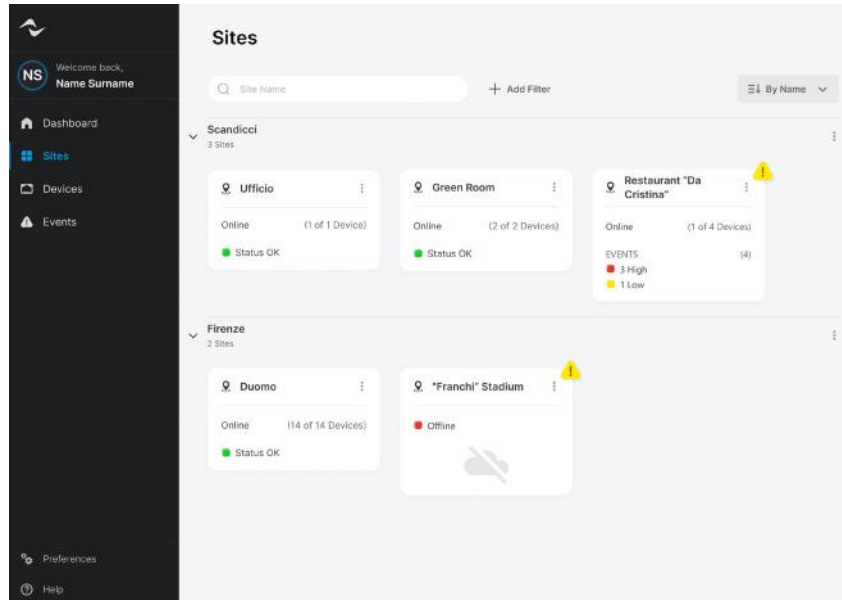 Sites
NS
Welcome back,
Name Surname
Dashboard
Sites
Devices
Events
Preferences
Help
Site Name
Add Filter
By Name
Scandicci
3 Sites
Ufficio
Online (1 of 1 Device)
Status OK
Green Room
Online (2 of 2 Devices)
Status OK
Restaurant "Da
Cristina"
Online (1 of 4 Devices)
EVENTS (4)
3 High
1 Low
Firenze
2 Sites
Duomo
Online (14 of 14 Devices)
Status OK
"Franchi" Stadium
Offline